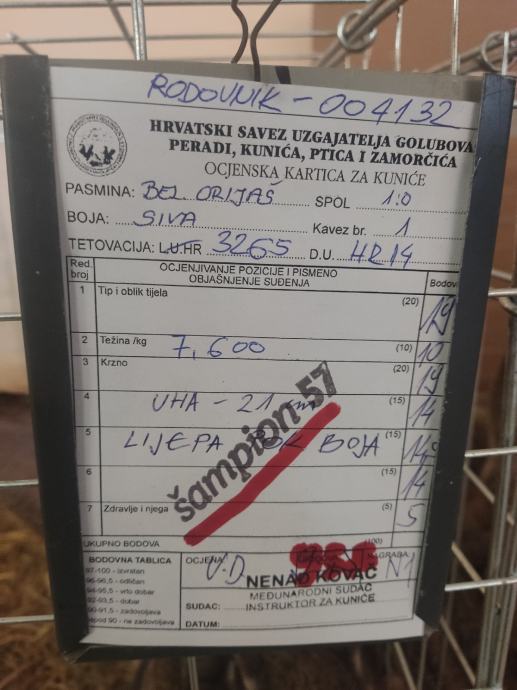 RODOVNIK - 004132
HRVATSKI SAVEZ UZGAJATELJA GOLUBOVA
PERADI, KUNIĆA, PTICA I ZAMORČIĆA
OCJENSKA KARTICA ZA KUNIĆE
PASMINA: BEL. ORIJAŠ SPOL 1:0
BOJA: SIVA Kavez br. 1
TETOVACIJA: L.U.HR 3265 D.U. HR14
Red. broj OCJENJIVANJE POZICIJE I PISMENO OBJAŠNJENJE SUĐENJA Bodovi
1 Tip i oblik tijela (20) 19
2 Težina /kg 7,600 (10) 10
3 Krzno (20) 19
4 UHA - 21 cm (15) 14
5 LIJEPA BOJA (15)
6 (15) 14
7 Zdravlje i njega (5) 5
šampion 57
UKUPNO BODOVA (100)
BODOVNA TABLICA
97-100 - izvrstan
96-96,5 - odličan
94-95,5 - vrlo dobar
92-93,5 - dobar
90-91,5 - zadovoljava
ispod 90 - ne zadovoljava
OCJENA V.D NAGRADA N1
NENAD KOVAČ
MEĐUNARODNI SUDAC
SUDAC: INSTRUKTOR ZA KUNIĆE
DATUM: